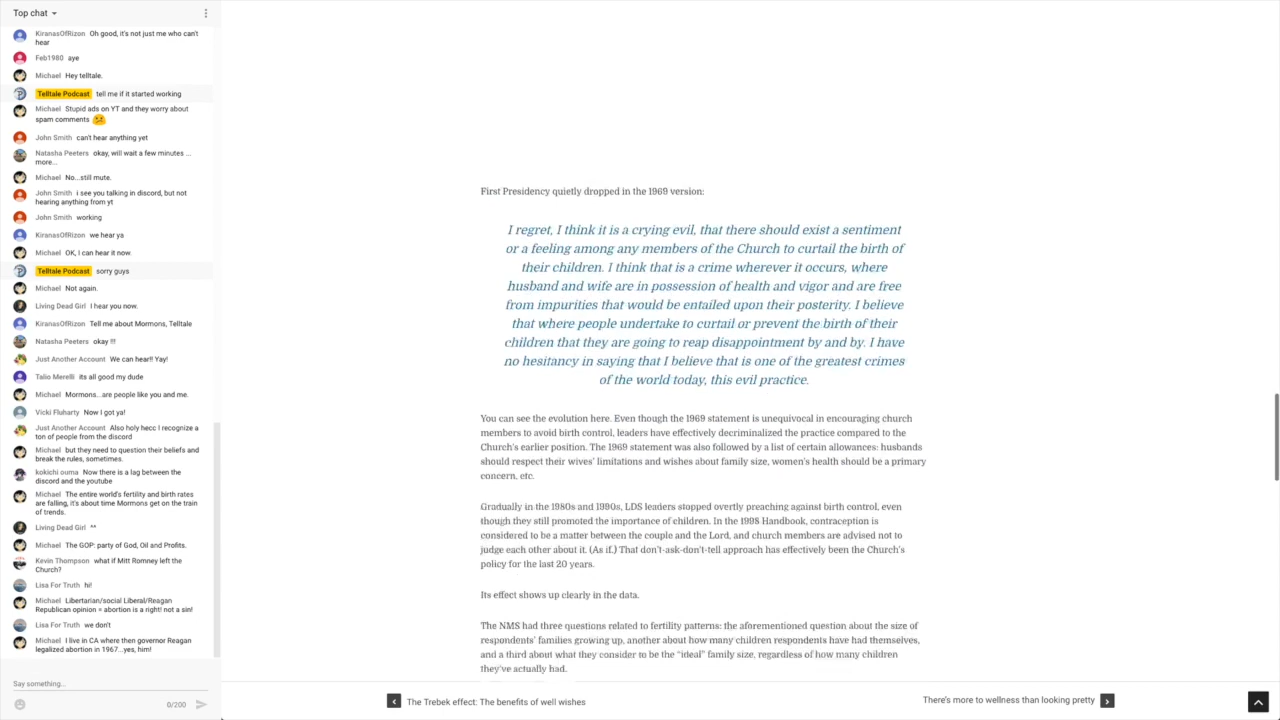 Top chat
KiranasOfRizon Oh good, it's not just me who can't
hear
Feb1980 aye
Michael Hey telltale.
Telltale Podcast tell me if it started working
Michael Stupid ads on YT and they worry about
spam comments
John Smith can't hear anything yet
Natasha Peeters okay, will wait a few minutes ...
more...
Michael No...still mute.
John Smith i see you talking in discord, but not
hearing anything from yt
John Smith working
KiranasOfRizon we hear ya
Michael OK, I can hear it now.
Telltale Podcast sorry guys
Michael Not again.
Living Dead Girl I hear you now.
KiranasOfRizon Tell me about Mormons, Telltale
Natasha Peeters okay !!!
Just Another Account We can hear!! Yay!
Talio Merelli its all good my dude
Michael Mormons...are people like you and me.
Vicki Fluharty Now I got ya!
Just Another Account Also holy hecc I recognize a
ton of people from the discord
Michael but they need to question their beliefs and
break the rules, sometimes.
kokichi ouma Now there is a lag between the
discord and the youtube
Michael The entire world's fertility and birth rates
are falling, it's about time Mormons get on the train
of trends.
Living Dead Girl ^^
Michael The GOP: party of God, Oil and Profits.
Kevin Thompson what if Mitt Romney left the
Church?
Lisa For Truth hi!
Michael Libertarian/social Liberal/Reagan
Republican opinion = abortion is a right! not a sin!
Lisa For Truth we don't
Michael I live in CA where then governor Reagan
legalized abortion in 1967...yes, him!
Say something...
0/200
First Presidency quietly dropped in the 1969 version:
I regret, I think it is a crying evil, that there should exist a sentiment
or a feeling among any members of the Church to curtail the birth of
their children. I think that is a crime wherever it occurs, where
husband and wife are in possession of health and vigor and are free
from impurities that would be entailed upon their posterity. I believe
that where people undertake to curtail or prevent the birth of their
children that they are going to reap disappointment by and by. I have
no hesitancy in saying that I believe that is one of the greatest crimes
of the world today, this evil practice.
You can see the evolution here. Even though the 1969 statement is unequivocal in encouraging church
members to avoid birth control, leaders have effectively decriminalized the practice compared to the
Church's earlier position. The 1969 statement was also followed by a list of certain allowances: husbands
should respect their wives' limitations and wishes about family size, women's health should be a primary
concern, etc.
Gradually in the 1980s and 1990s, LDS leaders stopped overtly preaching against birth control, even
though they still promoted the importance of children. In the 1998 Handbook, contraception is
considered to be a matter between the couple and the Lord, and church members are advised not to
judge each other about it. (As if.) That don't-ask-don't-tell approach has effectively been the Church's
policy for the last 20 years.
Its effect shows up clearly in the data.
The NMS had three questions related to fertility patterns: the aforementioned question about the size of
respondents' families growing up, another about how many children respondents have had themselves,
and a third about what they consider to be the "ideal" family size, regardless of how many children
they've actually had.
The Trebek effect: The benefits of well wishes
There's more to wellness than looking pretty